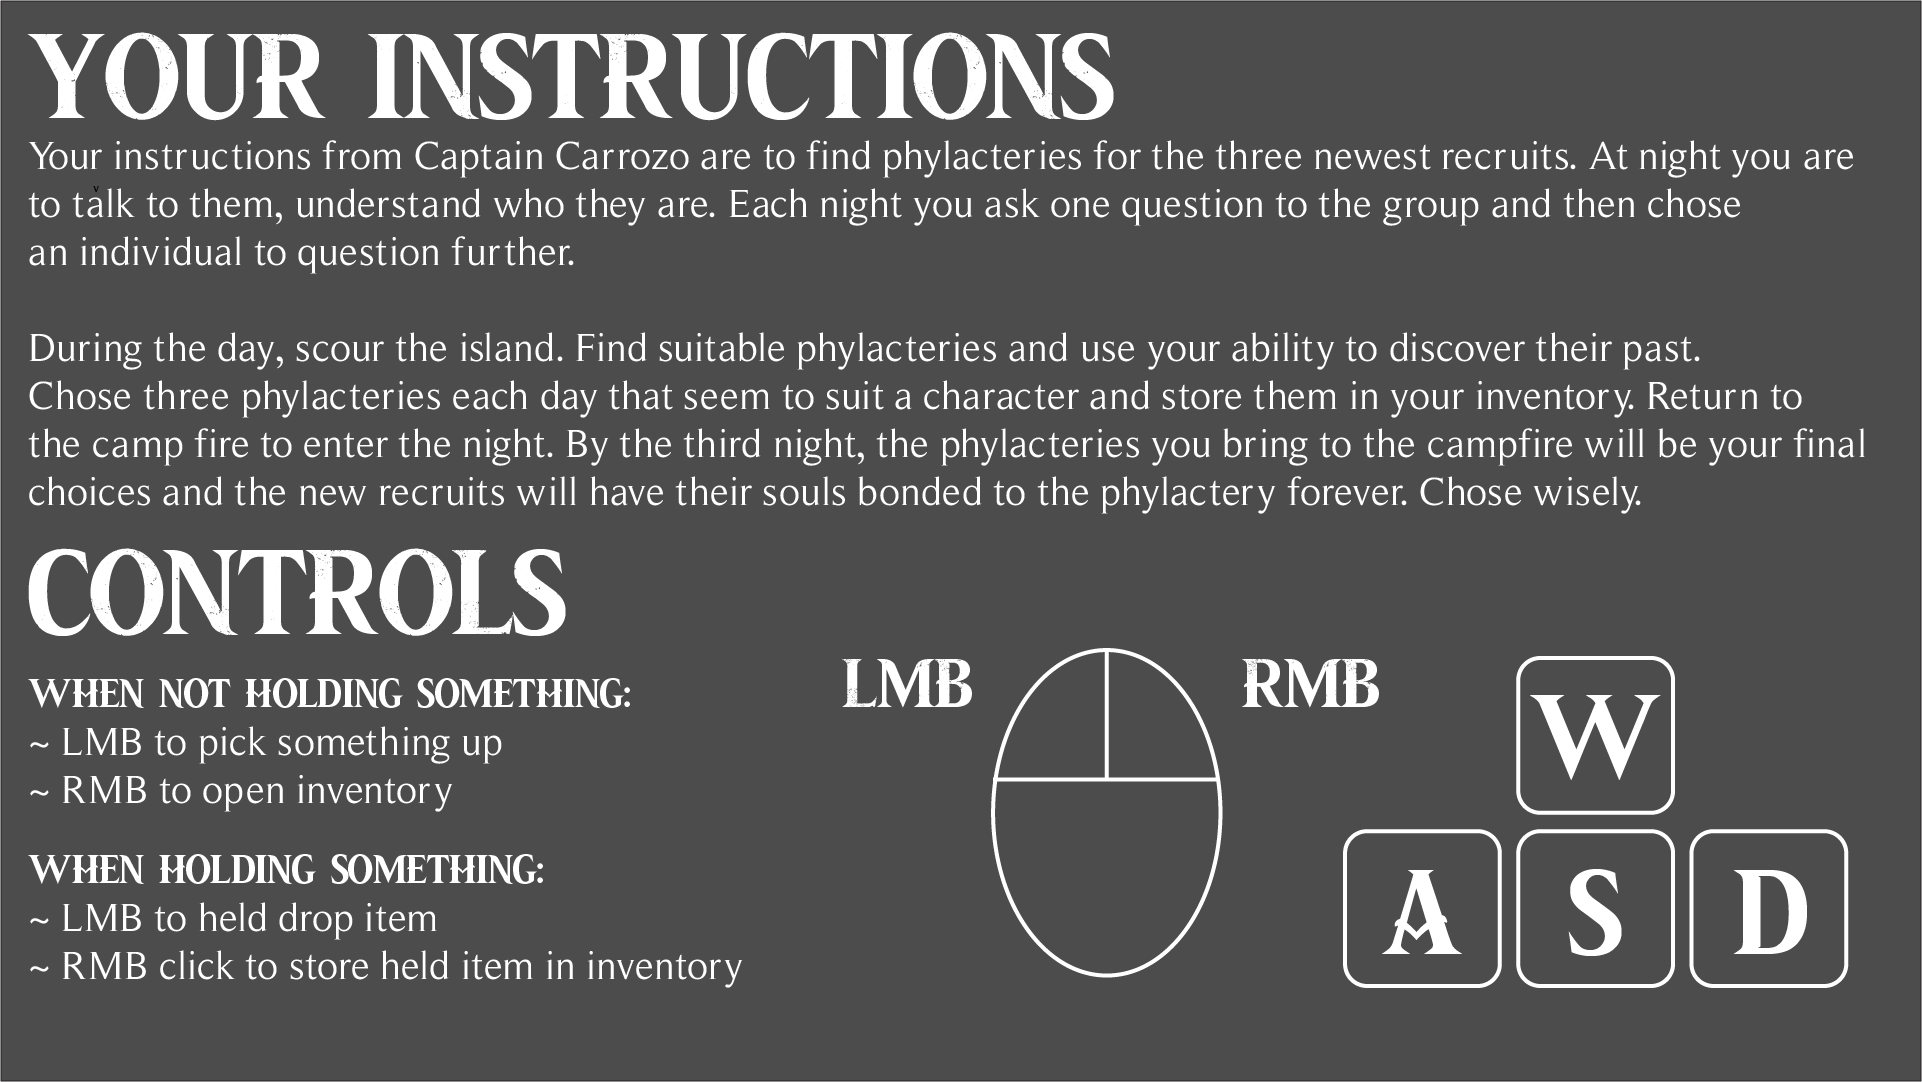 YOUR INSTRUCTIONS
Your instructions from Captain Carrozo are to find phylacteries for the three newest recruits. At night you are
v
to talk to them, understand who they are. Each night you ask one question to the group and then chose
an individual to question further.
During the day, scour the island. Find suitable phylacteries and use your ability to discover their past.
Chose three phylacteries each day that seem to suit a character and store them in your inventory. Return to
the camp fire to enter the night. By the third night, the phylacteries you bring to the campfire will be your final
choices and the new recruits will have their souls bonded to the phylactery forever. Chose wisely.
CONTROLS
WHEN NOT HOLDING SOMETHING:
~ LMB to pick something up
~ RMB to open inventory
WHEN HOLDING SOMETHING:
~ LMB to held drop item
~ RMB click to store held item in inventory
LMB
RMB
W
A S D